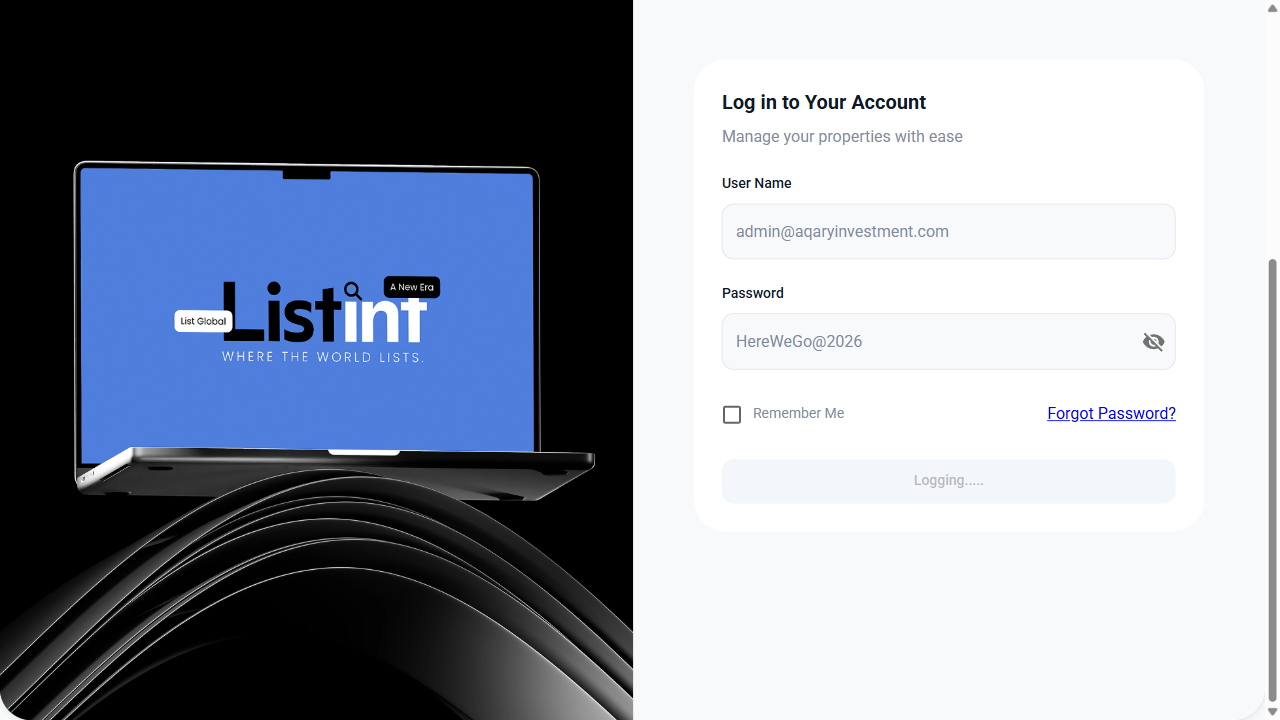 A New Era
List Global
Listint
WHERE THE WORLD LISTS.
Log in to Your Account
Manage your properties with ease
User Name
admin@aqaryinvestment.com
Password
HereWeGo@2026
Remember Me
Forgot Password?
Logging.....